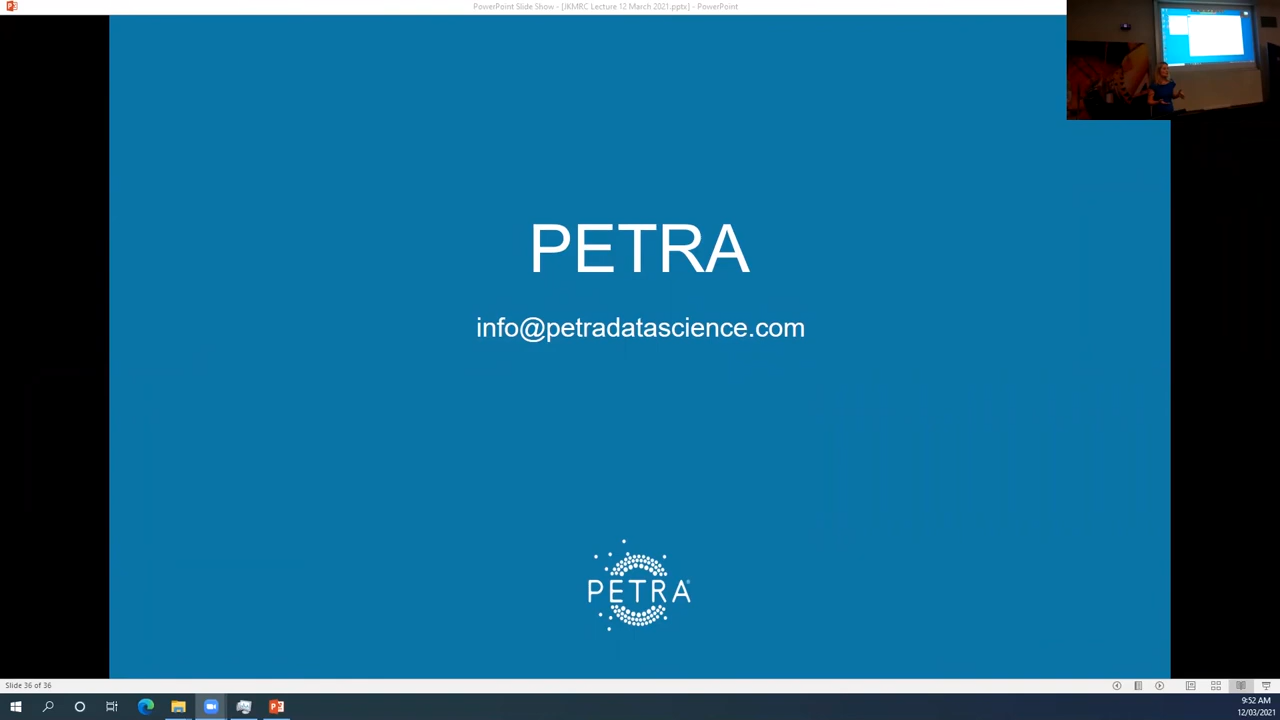 PowerPoint Slide Show - [JKMRC Lecture 12 March 2021.pptx] - PowerPoint
PETRA
info@petradatascience.com
PETRA
Slide 36 of 36
9:52 AM
12/03/2021